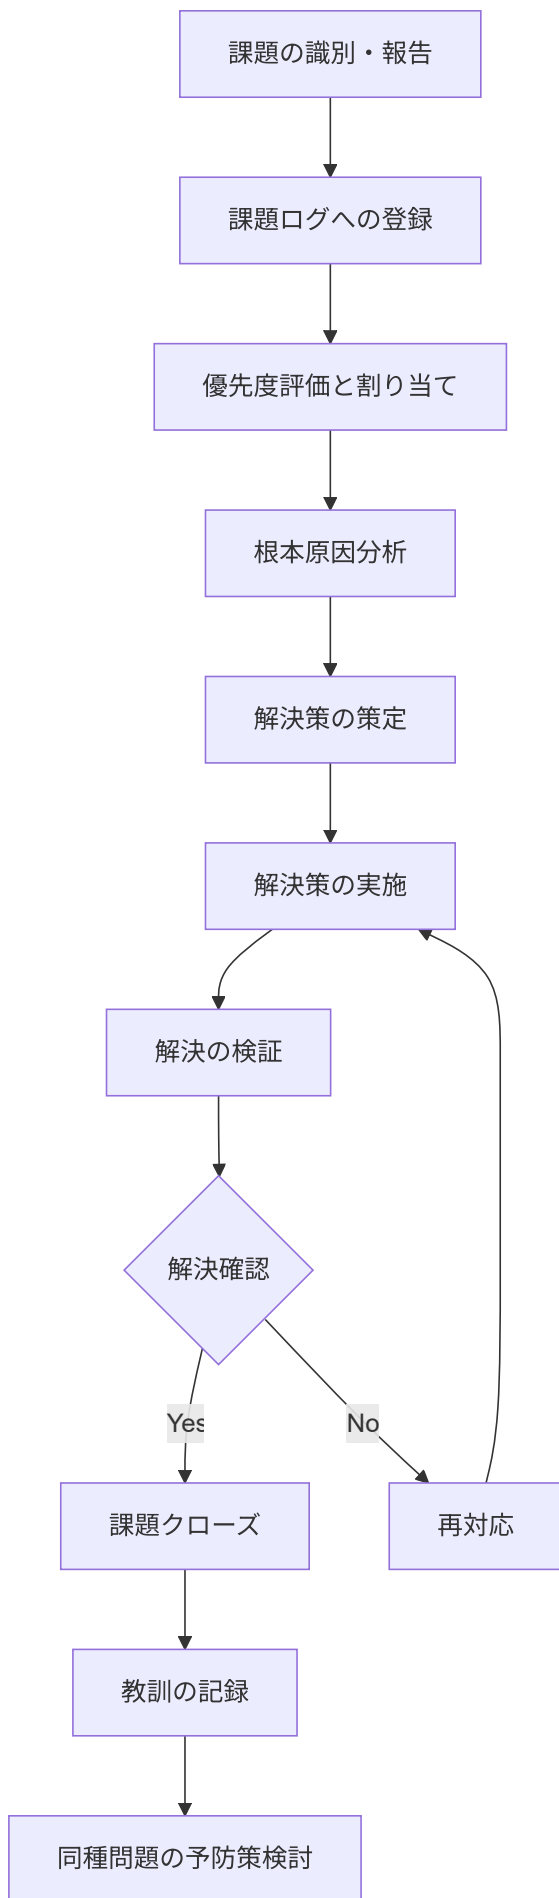 課題の識別・報告
課題ログへの登録
優先度評価と割り当て
根本原因分析
解決策の策定
解決策の実施
解決の検証
解決確認
Yes
No
課題クローズ
再対応
教訓の記録
同種問題の予防策検討